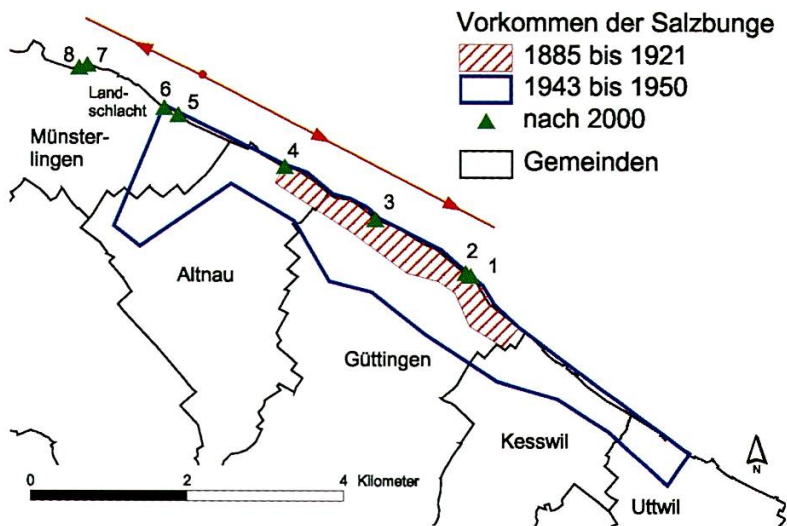 Vorkommen der Salzbunge
1885 bis 1921
1943 bis 1950
nach 2000
Gemeinden
8
7
Land-
schlacht
6
5
Münster-
lingen
4
3
2
1
Altnau
Güttingen
Kesswil
Uttwil
N
0
2
4
Kilometer